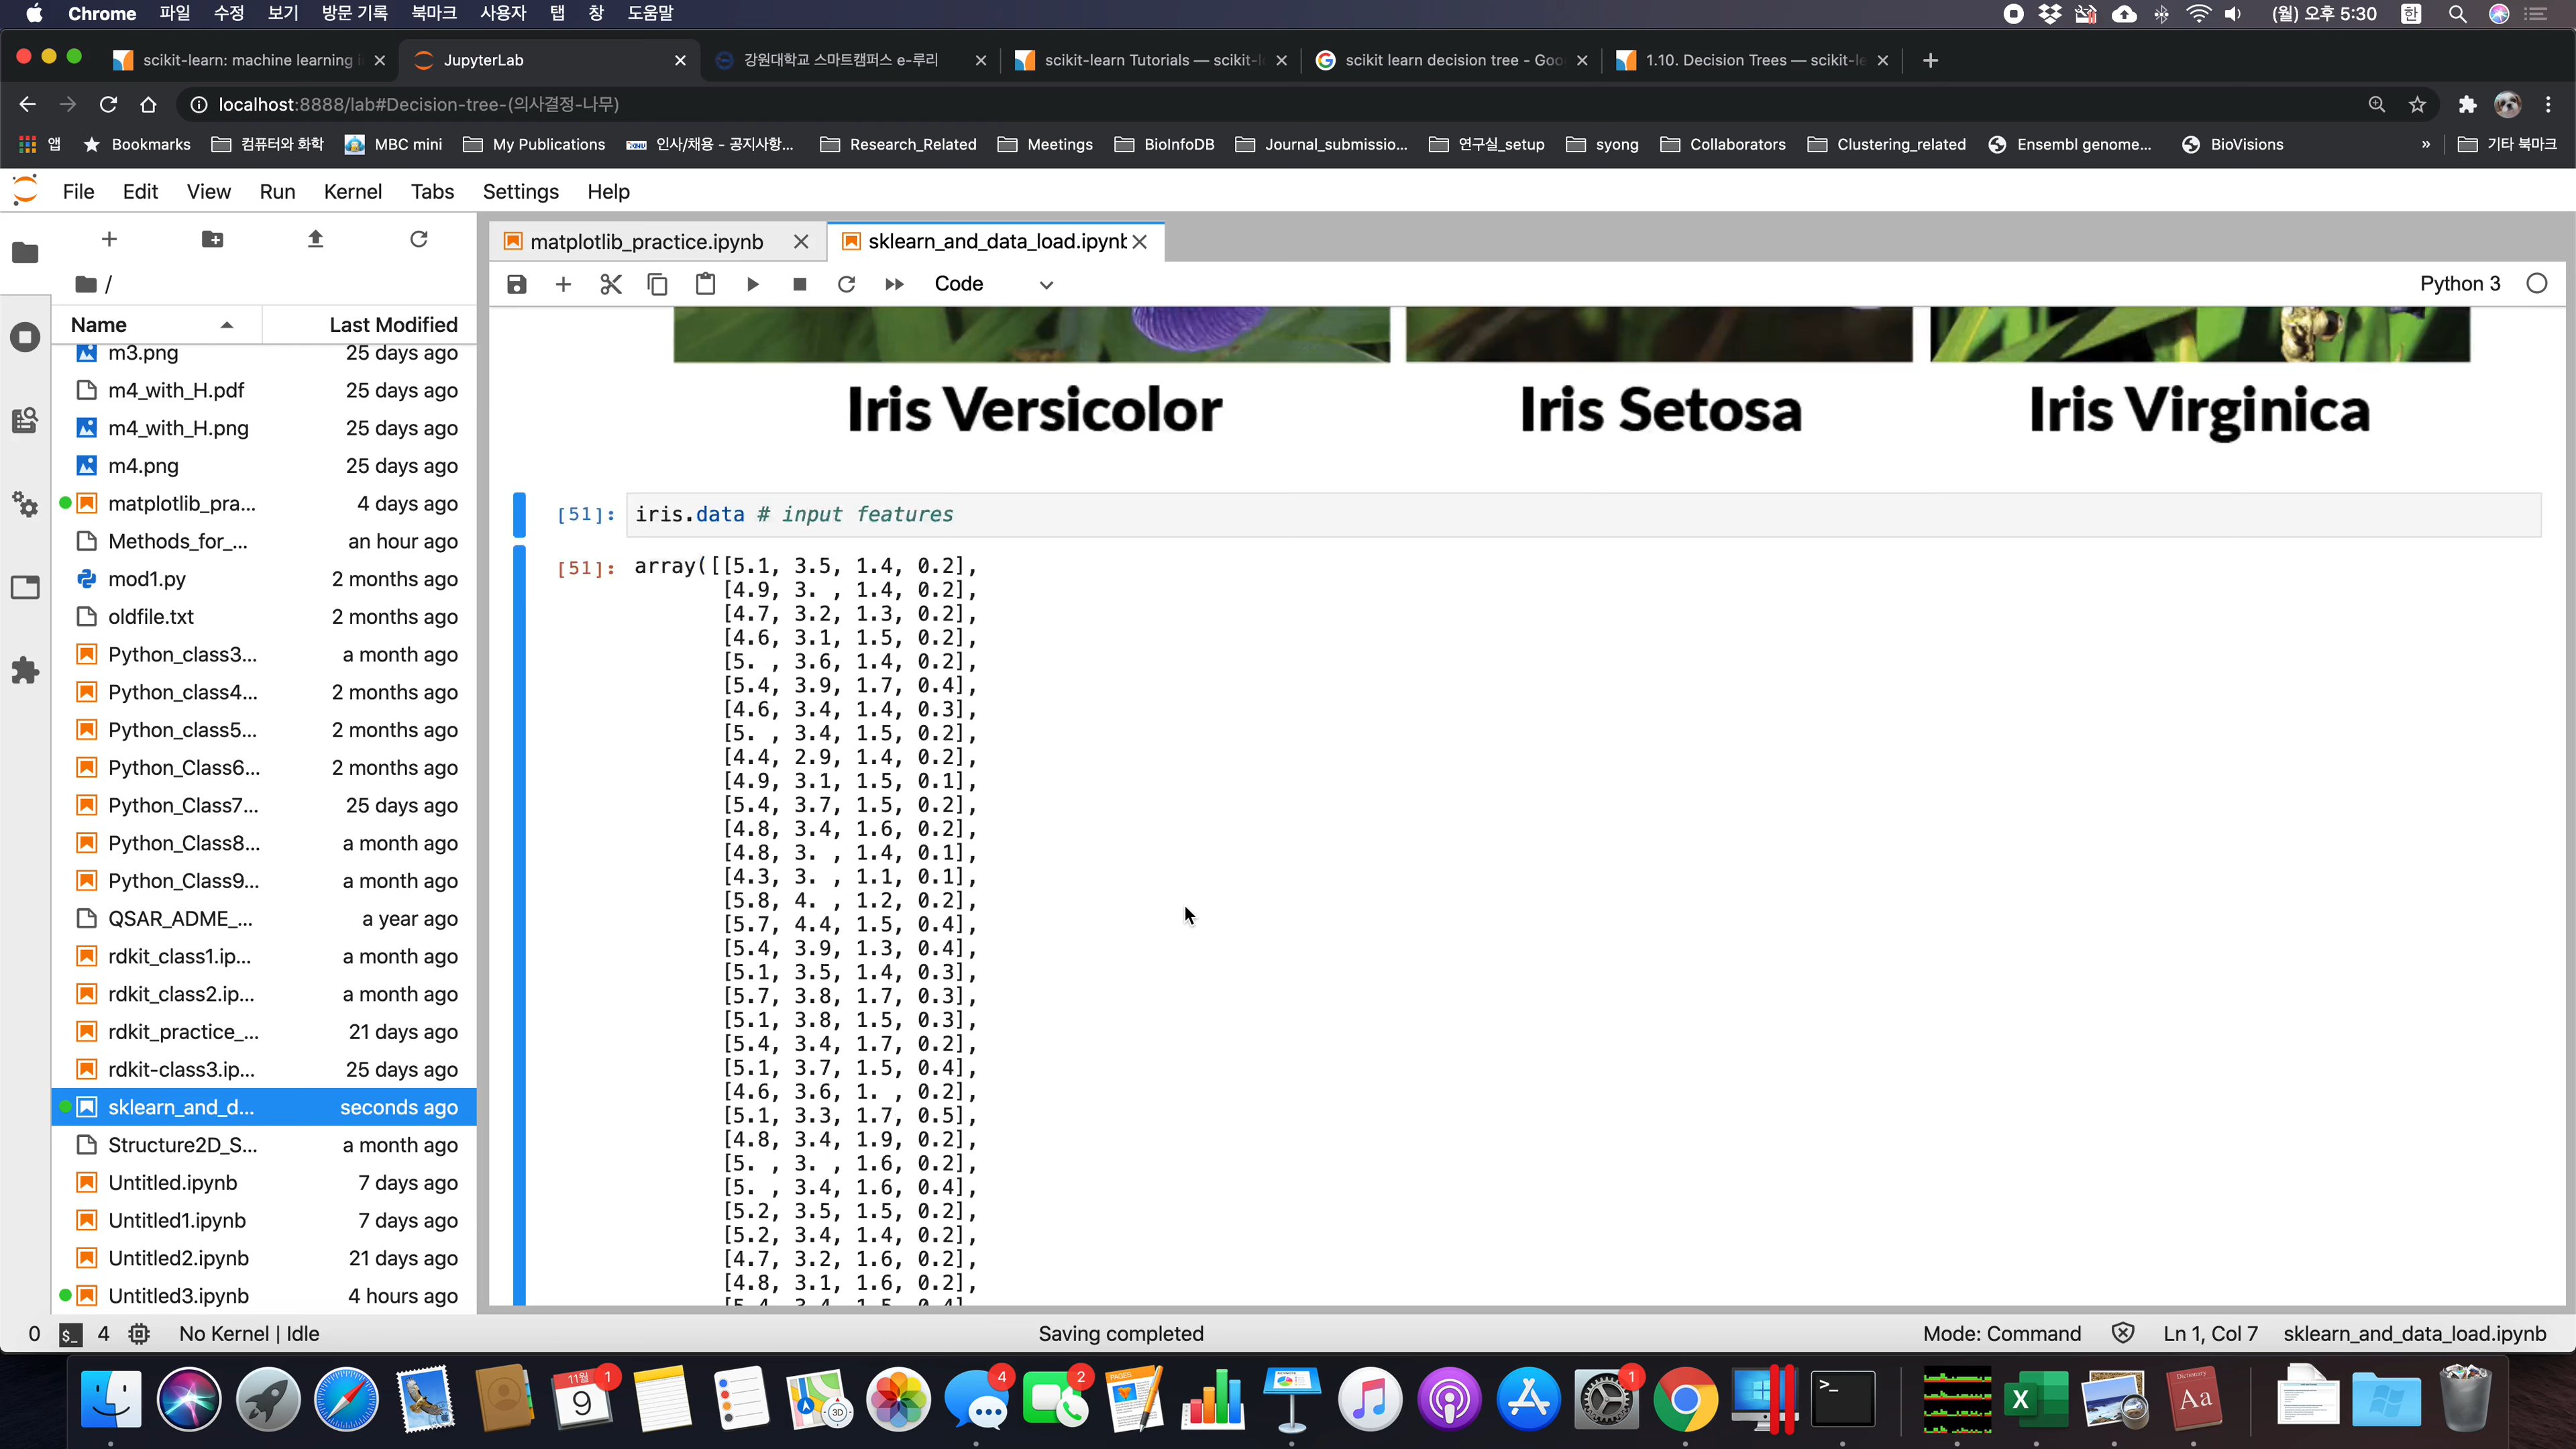 Chrome 파일 수정 보기 방문 기록 북마크 사용자 탭 창 도움말 (월) 오후 5:30 한
scikit-learn: machine learning i JupyterLab 강원대학교 스마트캠퍼스 e-루리 scikit-learn Tutorials — scikit-l scikit learn decision tree - Goo 1.10. Decision Trees — scikit-le
localhost:8888/lab#Decision-tree-(의사결정-나무)
앱 Bookmarks 컴퓨터와 화학 MBC mini My Publications KNU 인사/채용 - 공지사항... Research_Related Meetings BioInfoDB Journal_submissio... 연구실_setup syong Collaborators Clustering_related Ensembl genome... BioVisions » 기타 북마크
File Edit View Run Kernel Tabs Settings Help
matplotlib_practice.ipynb sklearn_and_data_load.ipynb
/
Code Python 3
Name Last Modified
m3.png 25 days ago
m4_with_H.pdf 25 days ago
m4_with_H.png 25 days ago
m4.png 25 days ago
matplotlib_pra... 4 days ago
Methods_for_... an hour ago
mod1.py 2 months ago
oldfile.txt 2 months ago
Python_class3... a month ago
Python_class4... 2 months ago
Python_class5... 2 months ago
Python_Class6... 2 months ago
Python_Class7... 25 days ago
Python_Class8... a month ago
Python_Class9... a month ago
QSAR_ADME_... a year ago
rdkit_class1.ip... a month ago
rdkit_class2.ip... a month ago
rdkit_practice_... 21 days ago
rdkit-class3.ip... 25 days ago
sklearn_and_d... seconds ago
Structure2D_S... a month ago
Untitled.ipynb 7 days ago
Untitled1.ipynb 7 days ago
Untitled2.ipynb 21 days ago
Untitled3.ipynb 4 hours ago
Iris Versicolor Iris Setosa Iris Virginica
[51]: iris.data # input features
[51]: array([[5.1, 3.5, 1.4, 0.2],
[4.9, 3. , 1.4, 0.2],
[4.7, 3.2, 1.3, 0.2],
[4.6, 3.1, 1.5, 0.2],
[5. , 3.6, 1.4, 0.2],
[5.4, 3.9, 1.7, 0.4],
[4.6, 3.4, 1.4, 0.3],
[5. , 3.4, 1.5, 0.2],
[4.4, 2.9, 1.4, 0.2],
[4.9, 3.1, 1.5, 0.1],
[5.4, 3.7, 1.5, 0.2],
[4.8, 3.4, 1.6, 0.2],
[4.8, 3. , 1.4, 0.1],
[4.3, 3. , 1.1, 0.1],
[5.8, 4. , 1.2, 0.2],
[5.7, 4.4, 1.5, 0.4],
[5.4, 3.9, 1.3, 0.4],
[5.1, 3.5, 1.4, 0.3],
[5.7, 3.8, 1.7, 0.3],
[5.1, 3.8, 1.5, 0.3],
[5.4, 3.4, 1.7, 0.2],
[5.1, 3.7, 1.5, 0.4],
[4.6, 3.6, 1. , 0.2],
[5.1, 3.3, 1.7, 0.5],
[4.8, 3.4, 1.9, 0.2],
[5. , 3. , 1.6, 0.2],
[5. , 3.4, 1.6, 0.4],
[5.2, 3.5, 1.5, 0.2],
[5.2, 3.4, 1.4, 0.2],
[4.7, 3.2, 1.6, 0.2],
[4.8, 3.1, 1.6, 0.2],
[5.4, 3.4, 1.5, 0.4],
0 $_ 4 No Kernel | Idle Saving completed Mode: Command Ln 1, Col 7 sklearn_and_data_load.ipynb
11월 9 1 3D 4 2 PAGES 1 >_ X Dictionary Aa